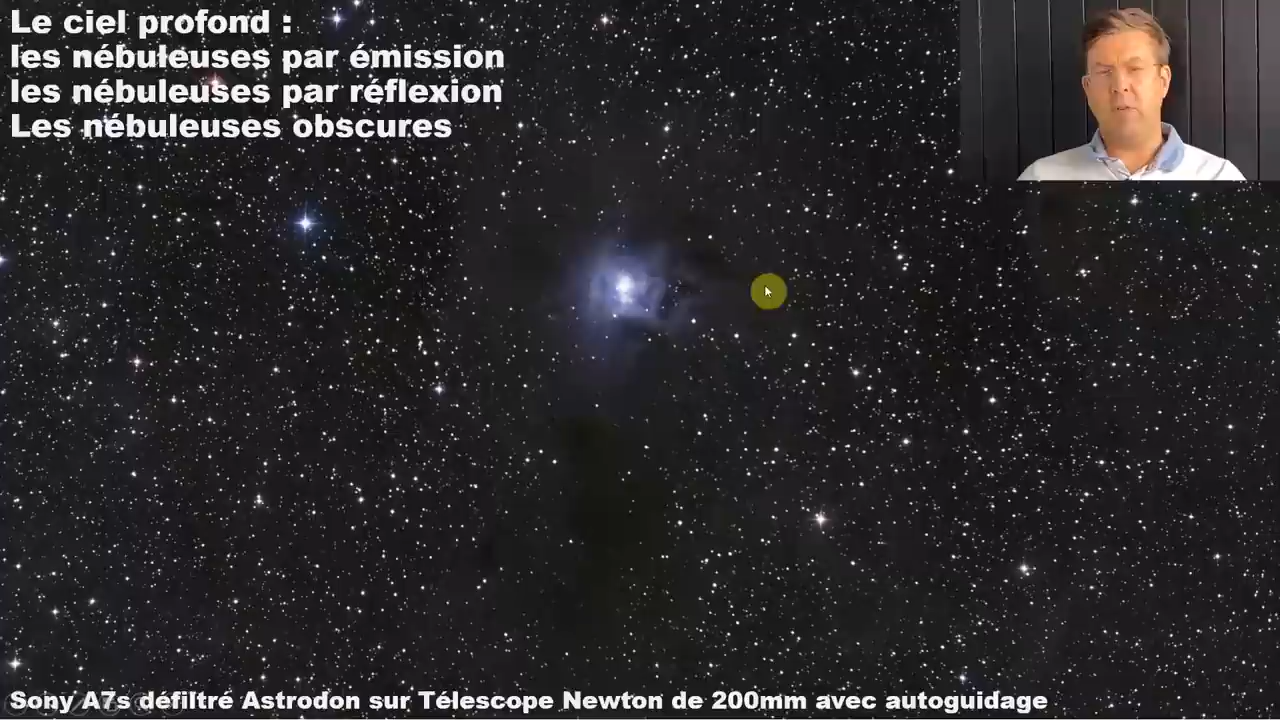 Le ciel profond :
les nébuleuses par émission
les nébuleuses par réflexion
Les nébuleuses obscures
Sony A7s défiltré Astrodon sur Télescope Newton de 200mm avec autoguidage